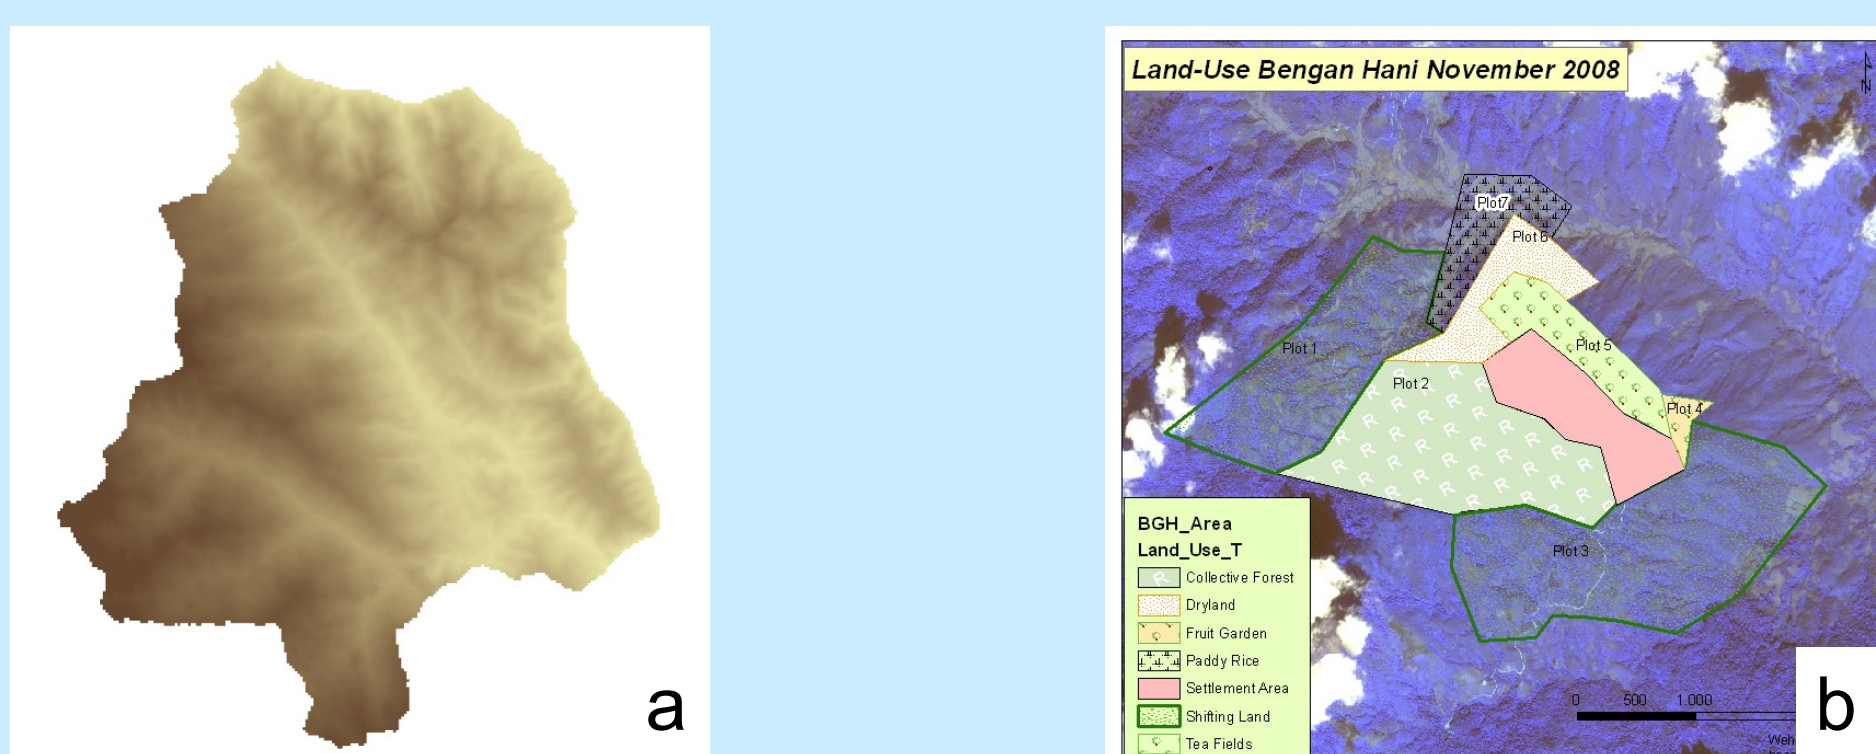 a
Land-Use Bengan Hani November 2008
N
Plot7
Plot 6
Plot 1
Plot 5
Plot 2
Plot 4
Plot 3
BGH_Area
Land_Use_T
R Collective Forest
Dryland
Fruit Garden
Paddy Rice
Settlement Area
Shifting Land
Tea Fields
0 500 1.000
b